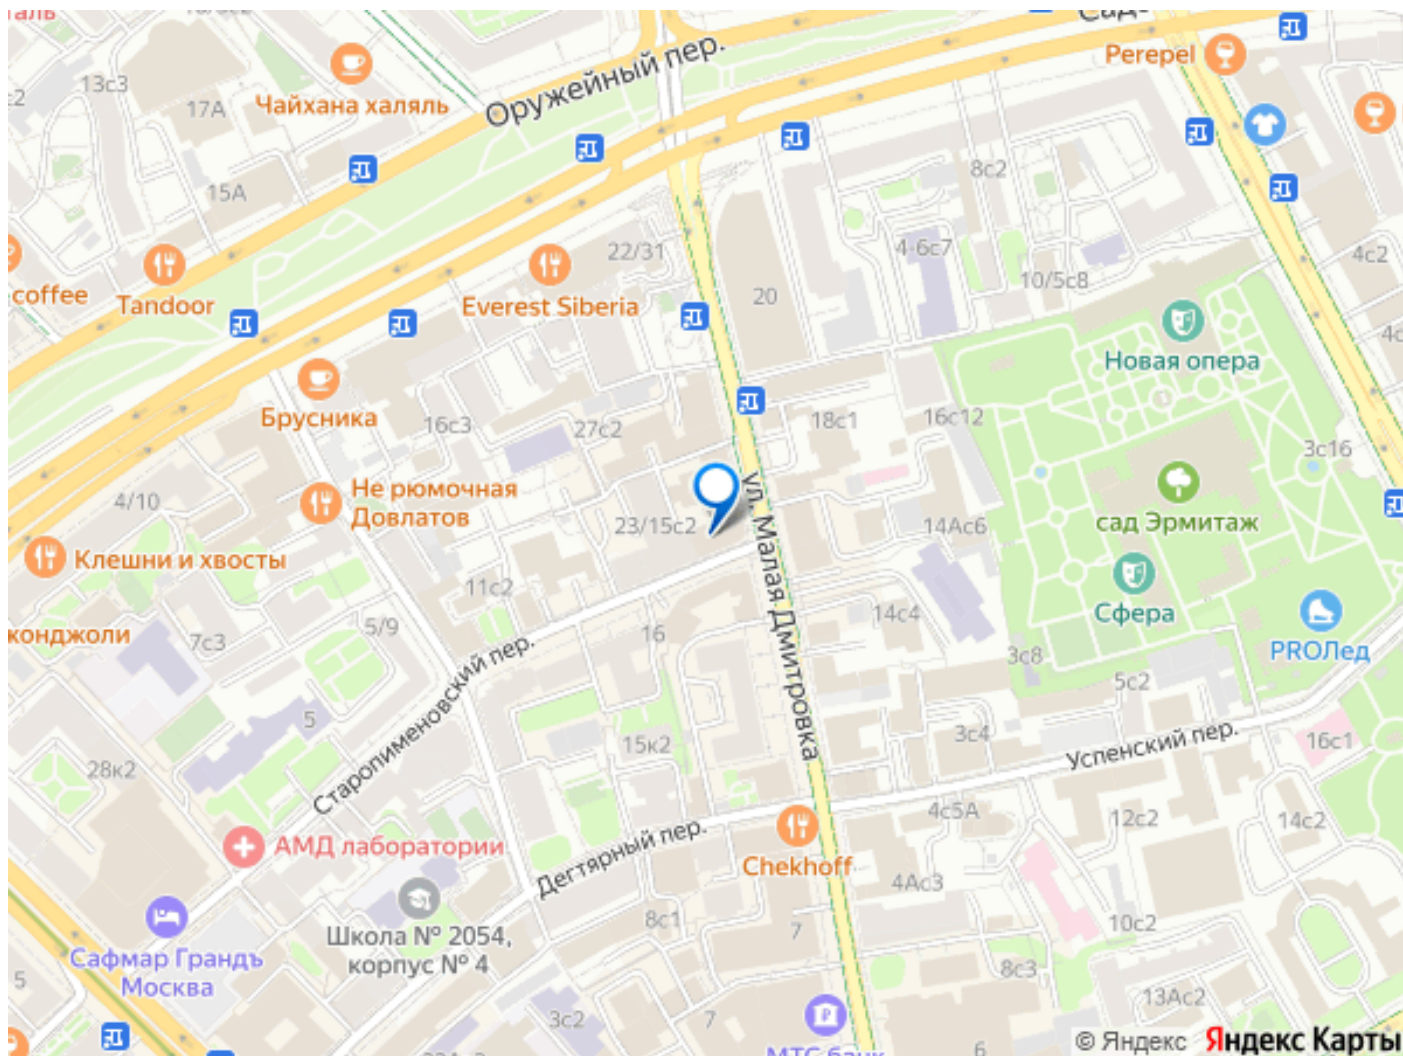 13с3
17А
Чайхана халяль
Оружейный пер.
Perepel
15А
8с2
4-6с7
4с2
22/31
20
10/5с8
coffee
Tandoor
Everest Siberia
Новая опера
Брусника
16с3
27с2
18с1
16с12
3с16
4/10
Не рюмочная
Довлатов
23/15с2
ул. Малая Дмитровка
14Ас6
сад Эрмитаж
Клешни и хвосты
11с2
Сфера
14с4
конджоли
7с3
5/9
16
3с8
PROЛед
5с2
Старопименовский пер.
5
15к2
3с4
Успенский пер.
16с1
28к2
4с5А
12с2
14с2
АМД лаборатории
Дегтярный пер.
Chekhoff
4Ас3
Школа № 2054,
корпус № 4
8с1
7
10с2
Сафмар Грандъ
Москва
5
8с3
13Ас2
3с2
7
МТС банк
6
© Яндекс Яндекс Карты